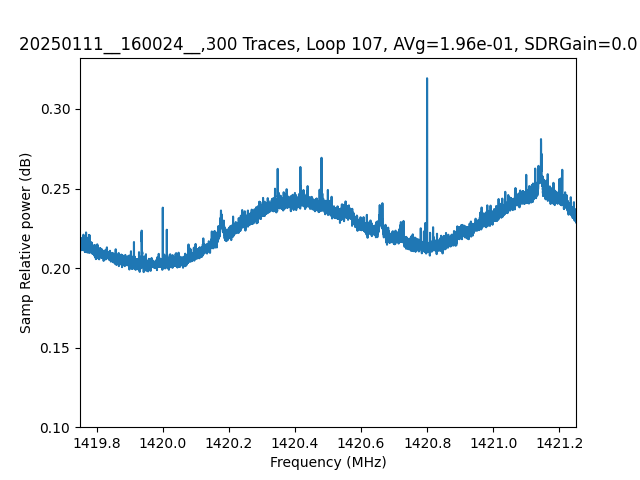 20250111__160024__,300 Traces, Loop 107, AVg=1.96e-01, SDRGain=0.0
0.30
0.25
0.20
0.15
0.10
Samp Relative power (dB)
1419.8 1420.0 1420.2 1420.4 1420.6 1420.8 1421.0 1421.2
Frequency (MHz)